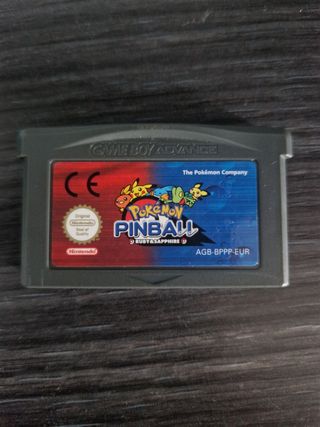 GAME BOY ADVANCE
CE
The Pokémon Company
Original
Nintendo
Seal of
Quality
POKÉMON
PINBALL
RUBY & SAPPHIRE
Nintendo
AGB-BPPP-EUR